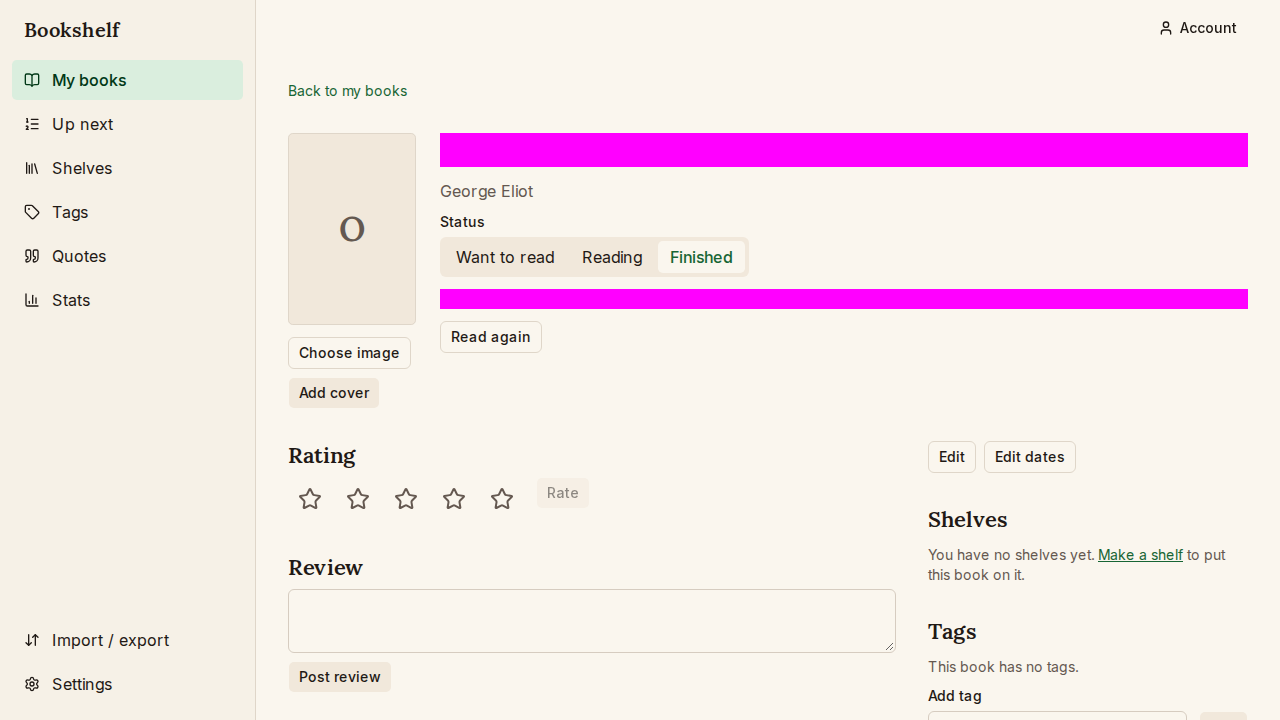 Bookshelf
My books
Up next
Shelves
Tags
Quotes
Stats
Import / export
Settings
Account
Back to my books
o
George Eliot
Status
Want to read Reading Finished
Read again
Choose image
Add cover
Rating
Rate
Review
Post review
Edit Edit dates
Shelves
You have no shelves yet. Make a shelf to put
this book on it.
Tags
This book has no tags.
Add tag